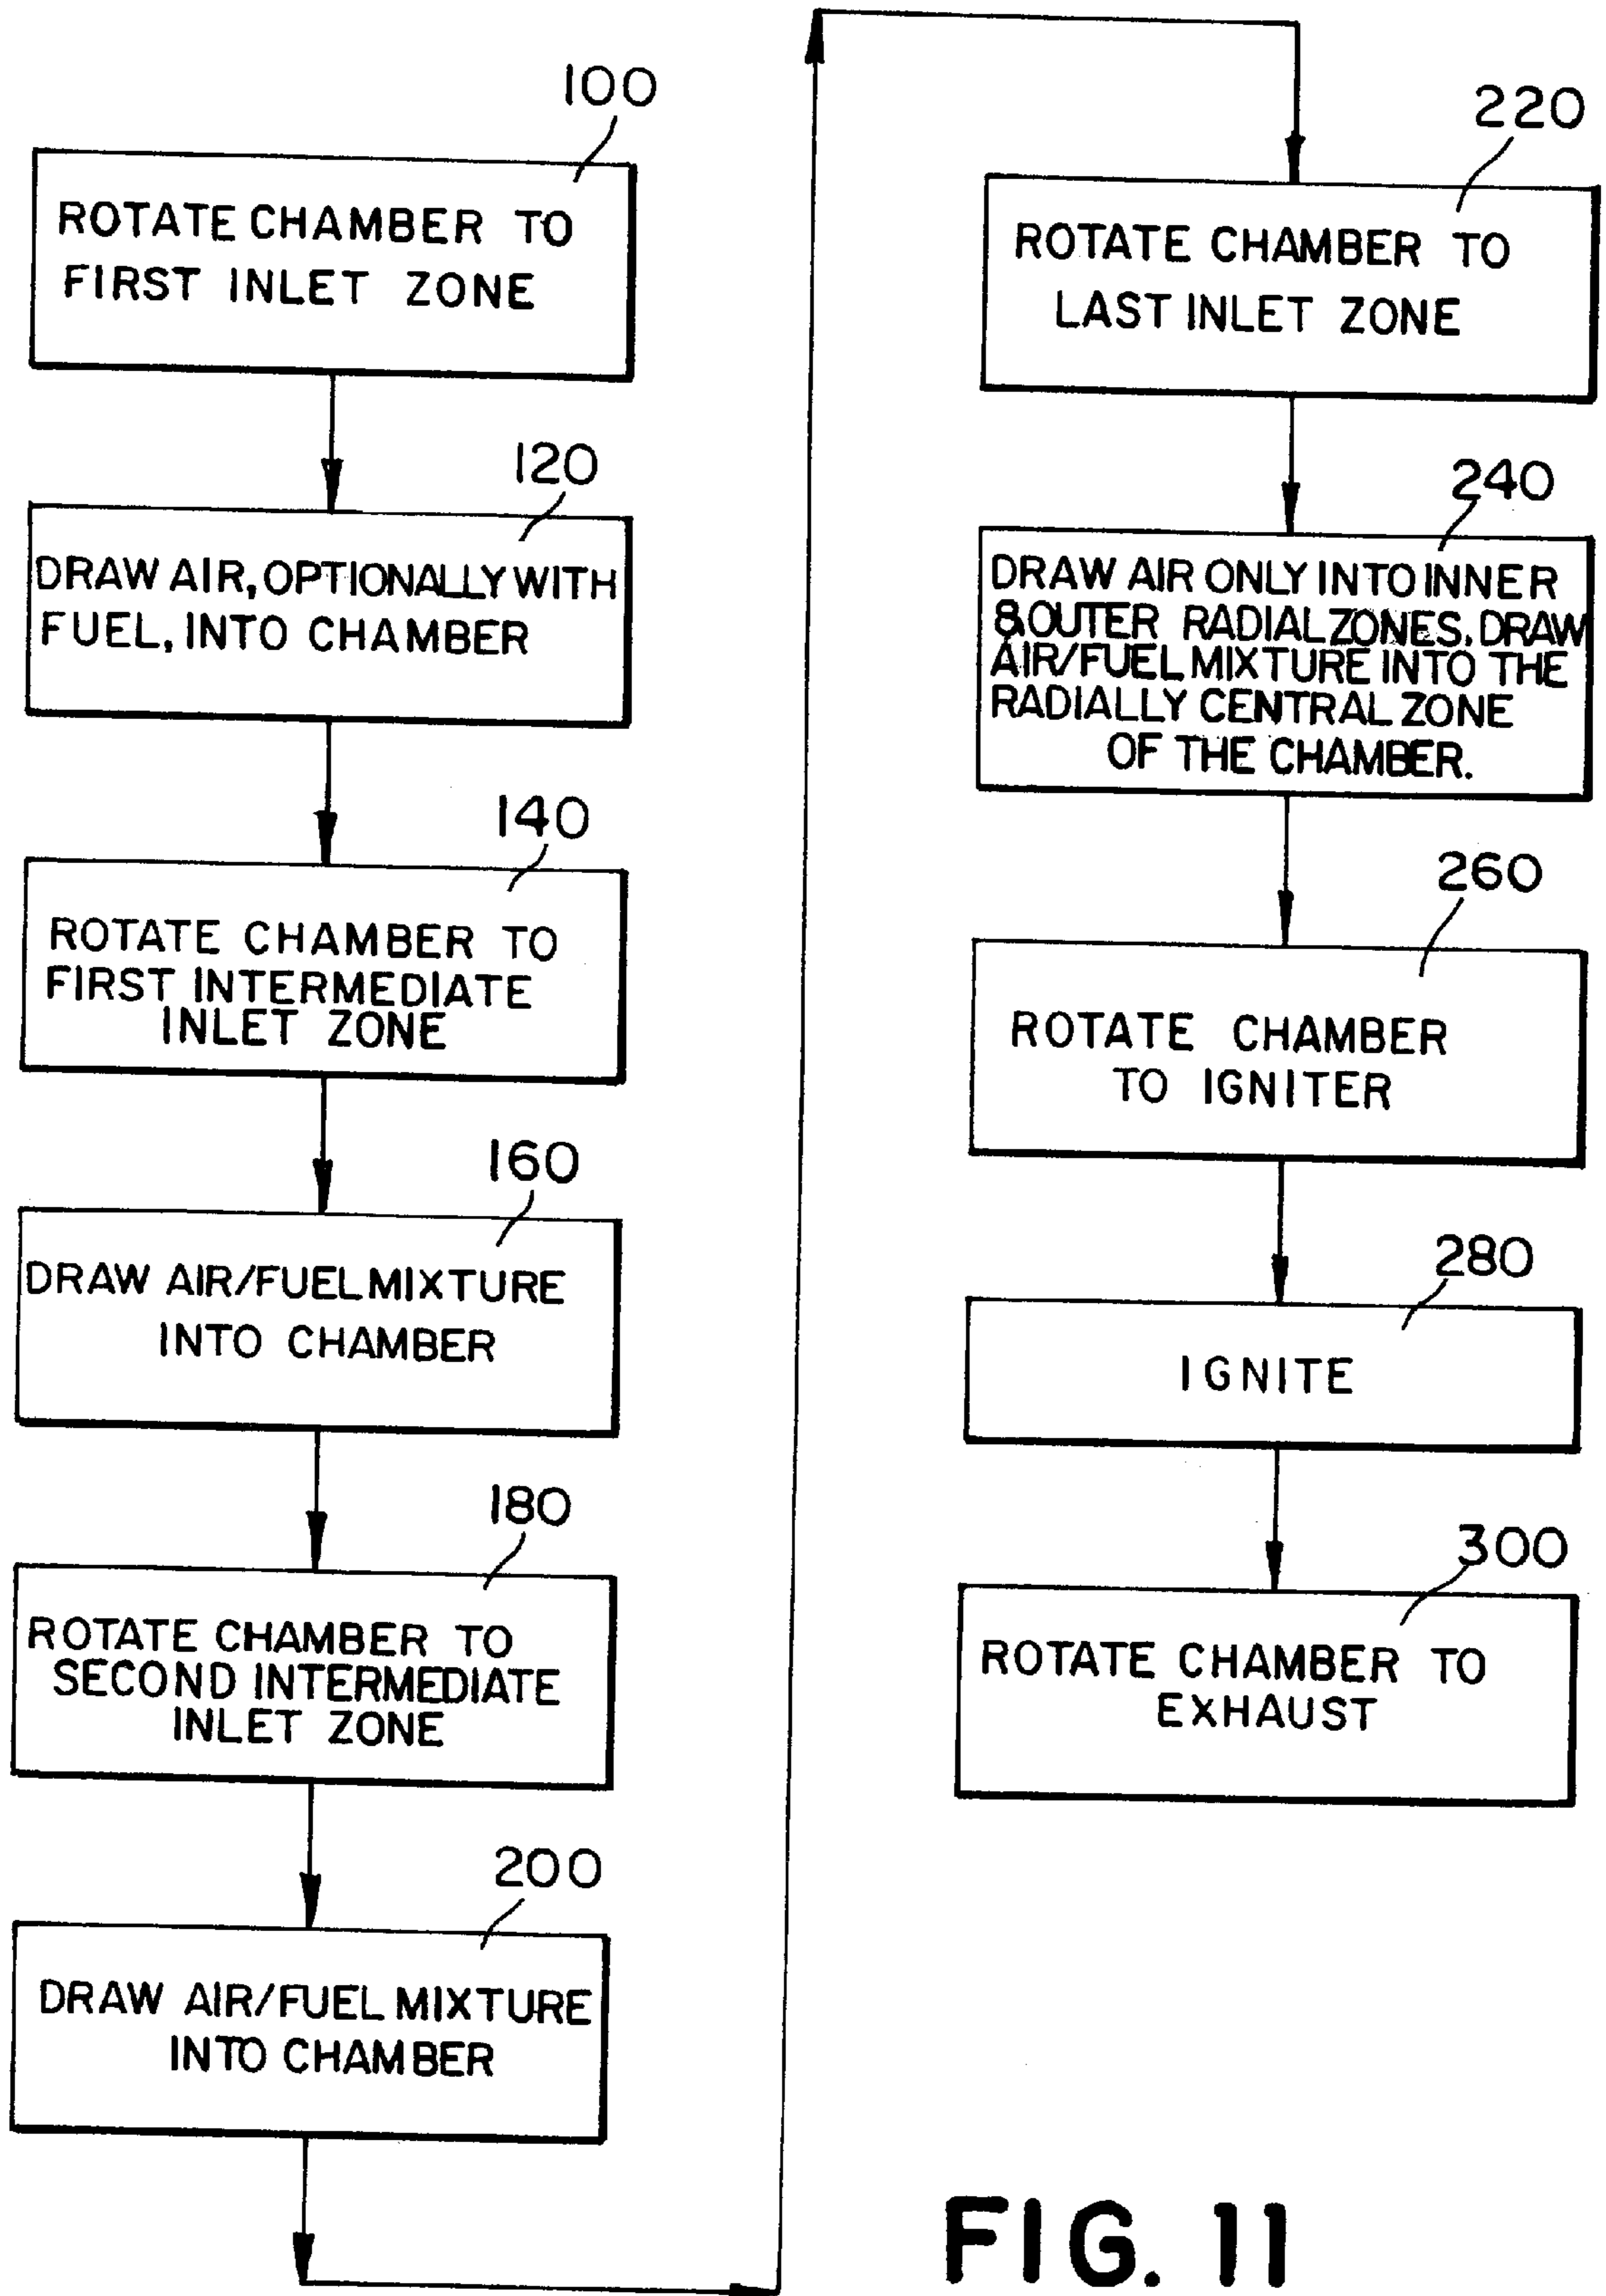 100
ROTATE CHAMBER TO
FIRST INLET ZONE
120
DRAW AIR, OPTIONALLY WITH
FUEL, INTO CHAMBER
140
ROTATE CHAMBER TO
FIRST INTERMEDIATE
INLET ZONE
160
DRAW AIR/FUEL MIXTURE
INTO CHAMBER
180
ROTATE CHAMBER TO
SECOND INTERMEDIATE
INLET ZONE
200
DRAW AIR/FUEL MIXTURE
INTO CHAMBER
220
ROTATE CHAMBER TO
LAST INLET ZONE
240
DRAW AIR ONLY INTO INNER
& OUTER RADIAL ZONES. DRAW
AIR/FUEL MIXTURE INTO THE
RADIALLY CENTRAL ZONE
OF THE CHAMBER.
260
ROTATE CHAMBER
TO IGNITER
280
IGNITE
300
ROTATE CHAMBER TO
EXHAUST
FIG. 11